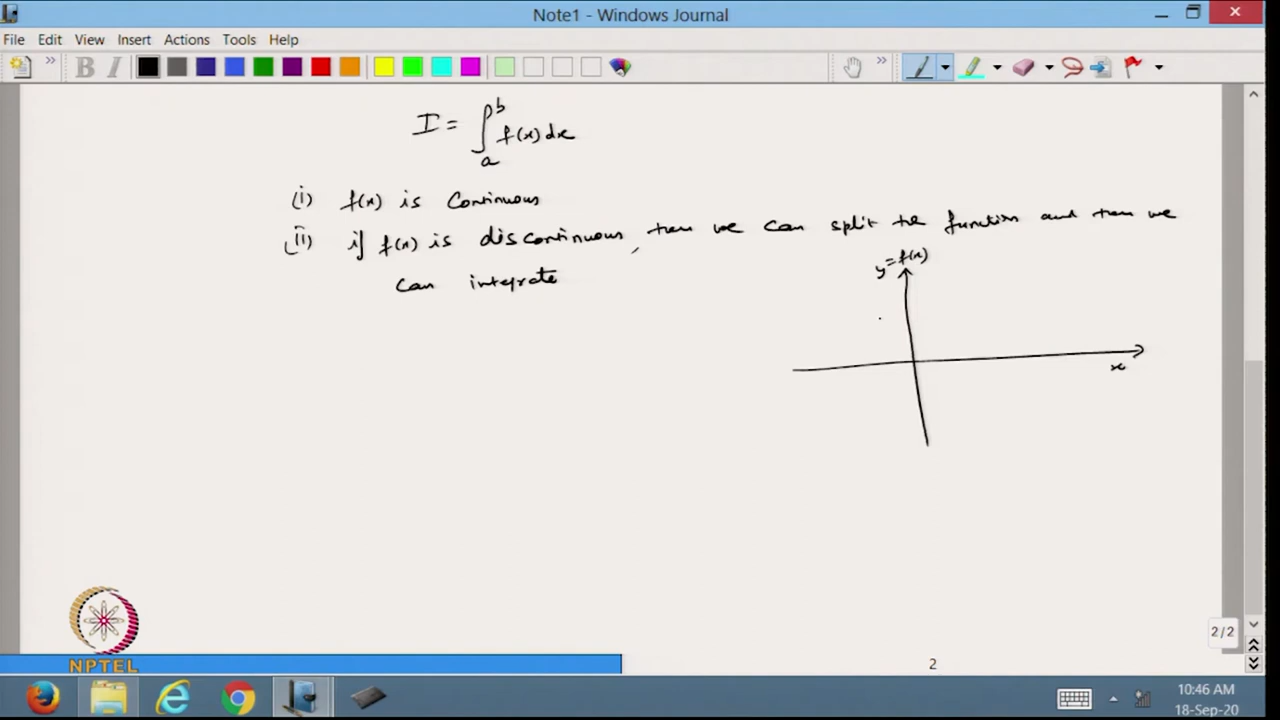 Note1 - Windows Journal
File Edit View Insert Actions Tools Help
B I
I = ∫_a^b f(x) dx
(i) f(x) is Continuous
(ii) if f(x) is discontinuous, then we can split the function and then we
can integrate
y = f(x)
x
NPTEL
2/2
2
10:46 AM
18-Sep-20